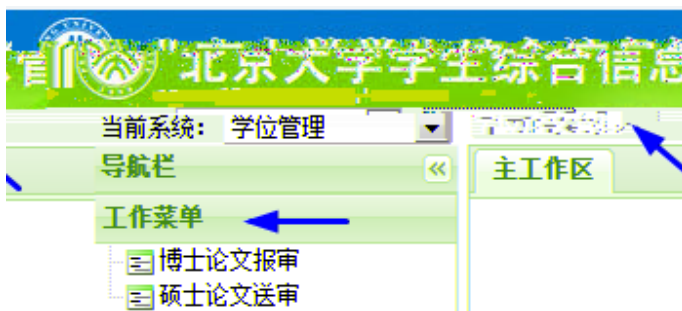 北京大学学生综合信息
当前系统： 学位管理
导航栏
主工作区
工作菜单
博士论文报审
硕士论文送审